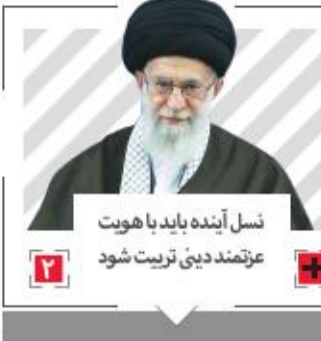 نسل آینده باید با هویت
عزتمند دینی تربیت شود
۲